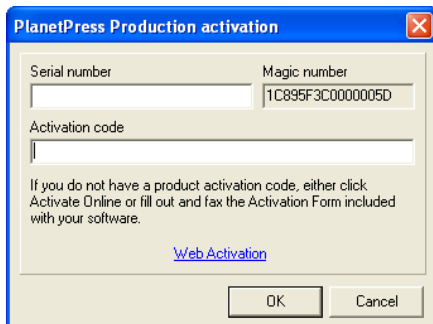 PlanetPress Production activation
Serial number
Magic number
1C895F3C0000005D
Activation code
If you do not have a product activation code, either click
Activate Online or fill out and fax the Activation Form included
with your software.
Web Activation
OK
Cancel